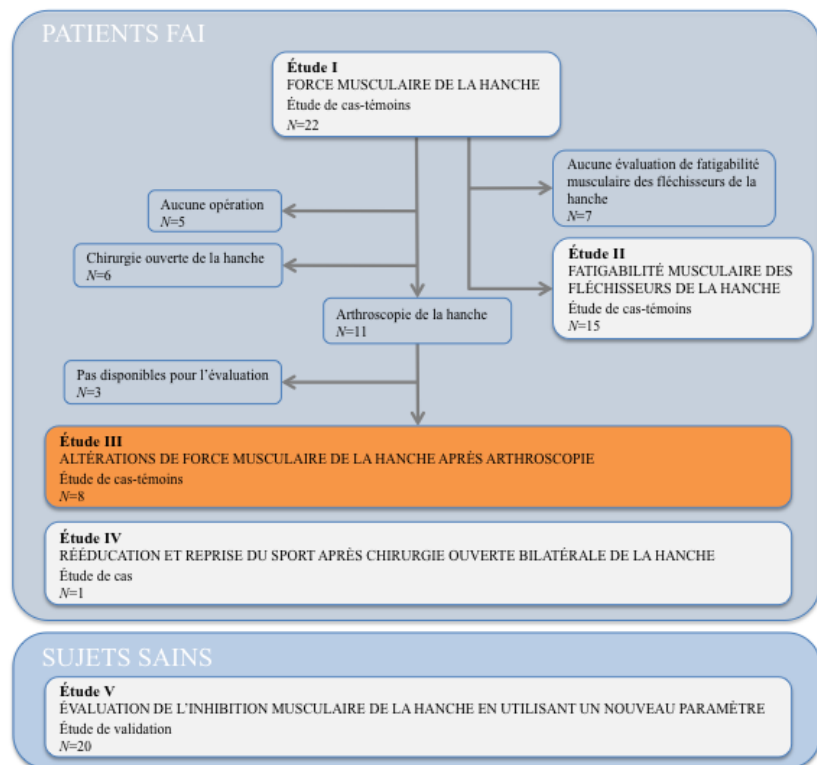 PATIENTS FAI
Étude I
FORCE MUSCULAIRE DE LA HANCHE
Étude de cas-témoins
N=22
Aucune évaluation de fatigabilité
musculaire des fléchisseurs de la
hanche
N=7
Aucune opération
N=5
Chirurgie ouverte de la hanche
N=6
Étude II
FATIGABILITÉ MUSCULAIRE DES
FLÉCHISSEURS DE LA HANCHE
Étude de cas-témoins
N=15
Arthroscopie de la hanche
N=11
Pas disponibles pour l'évaluation
N=3
Étude III
ALTÉRATIONS DE FORCE MUSCULAIRE DE LA HANCHE APRÈS ARTHROSCOPIE
Étude de cas-témoins
N=8
Étude IV
RÉÉDUCATION ET REPRISE DU SPORT APRÈS CHIRURGIE OUVERTE BILATÉRALE DE LA HANCHE
Étude de cas
N=1
SUJETS SAINS
Étude V
ÉVALUATION DE L'INHIBITION MUSCULAIRE DE LA HANCHE EN UTILISANT UN NOUVEAU PARAMÈTRE
Étude de validation
N=20